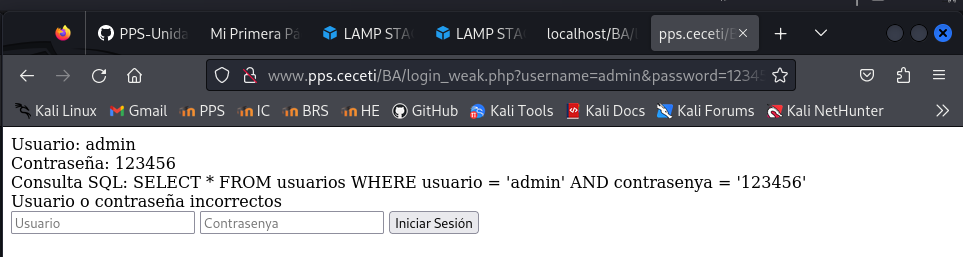 PPS-Unida
Mi Primera Pá
LAMP STA
LAMP STA
localhost/BA/
pps.ceceti/
www.pps.ceceti/BA/login_weak.php?username=admin&password=1234
Kali Linux
Gmail
PPS
IC
BRS
HE
GitHub
Kali Tools
Kali Docs
Kali Forums
Kali NetHunter
Usuario: admin
Contraseña: 123456
Consulta SQL: SELECT * FROM usuarios WHERE usuario = 'admin' AND contrasenya = '123456'
Usuario o contraseña incorrectos
Usuario
Contrasenya
Iniciar Sesión